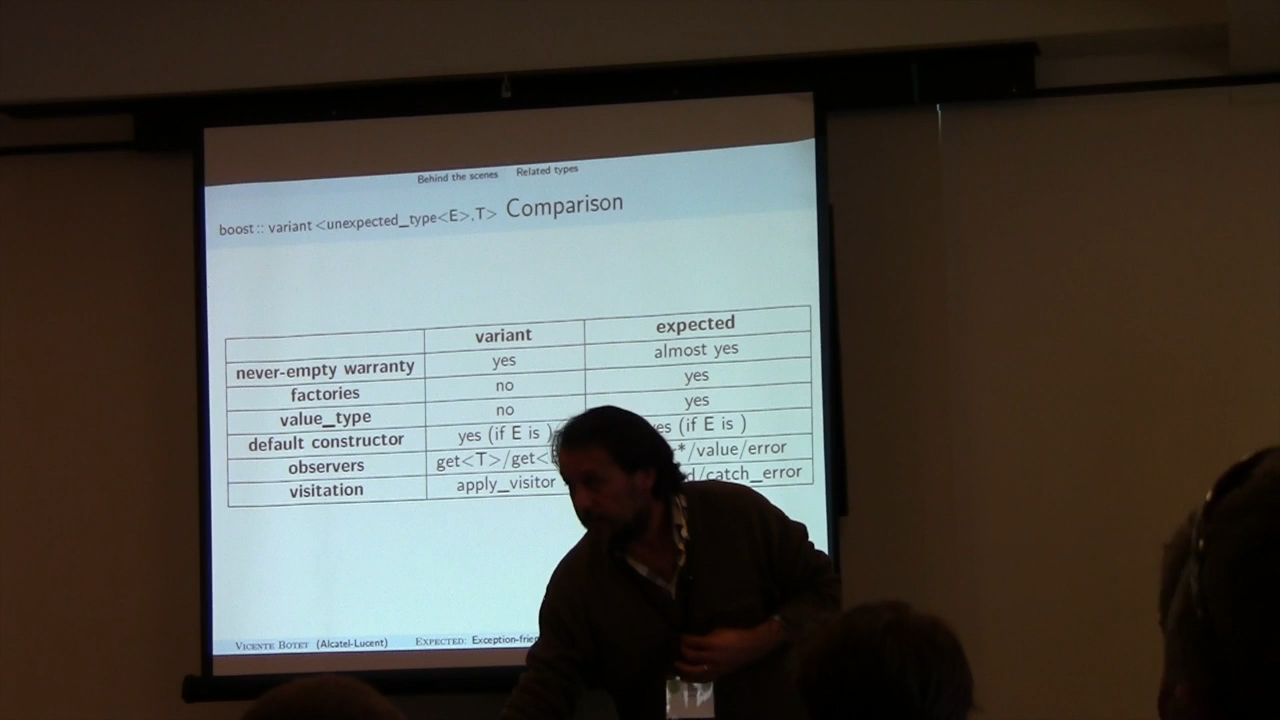 Behind the scenes Related types
boost :: variant <unexpected_type<E>,T> Comparison
variant expected
never-empty warranty yes almost yes
factories no yes
value_type no yes
default constructor yes (if E is ) (if E is )
observers get<T>/get< */value/error
visitation apply_visitor /catch_error
VICENTE BOTET (Alcatel-Lucent) EXPECTED: